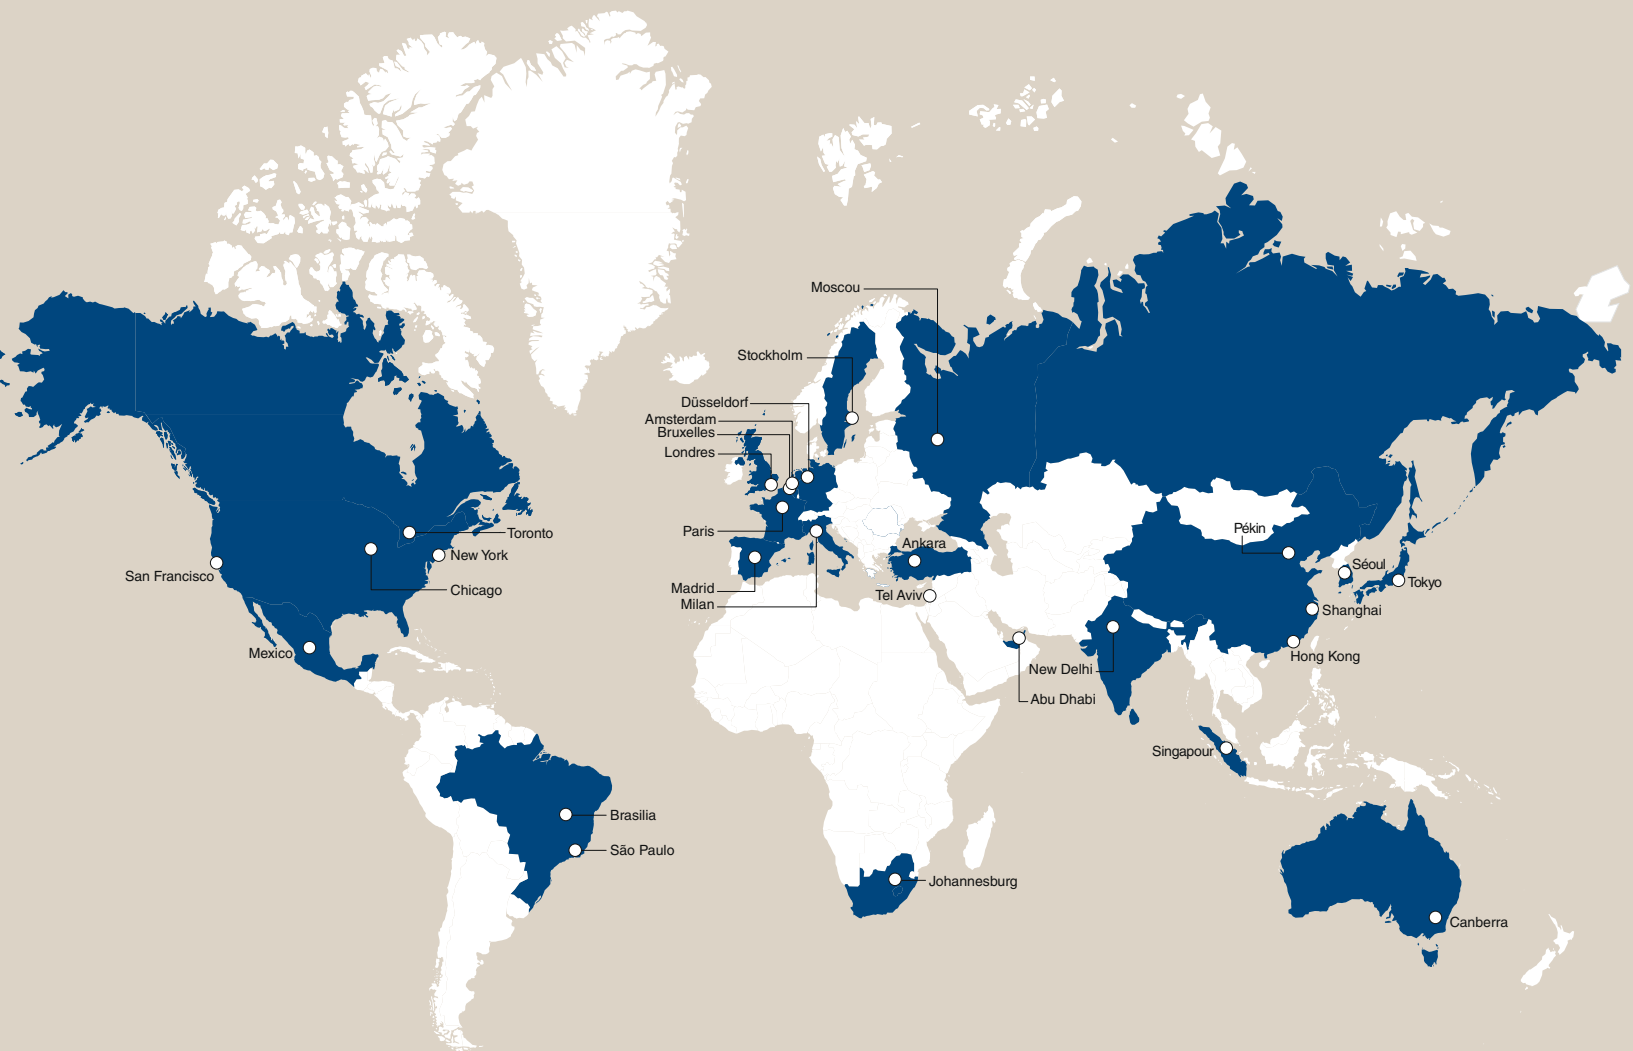 Moscou
Stockholm
Düsseldorf
Amsterdam
Bruxelles
Londres
Pékin
Toronto
Paris
Ankara
New York
Séoul
San Francisco
Tokyo
Chicago
Madrid
Tel Aviv
Milan
Shanghai
Mexico
Hong Kong
New Delhi
Abu Dhabi
Singapour
Brasilia
São Paulo
Johannesburg
Canberra